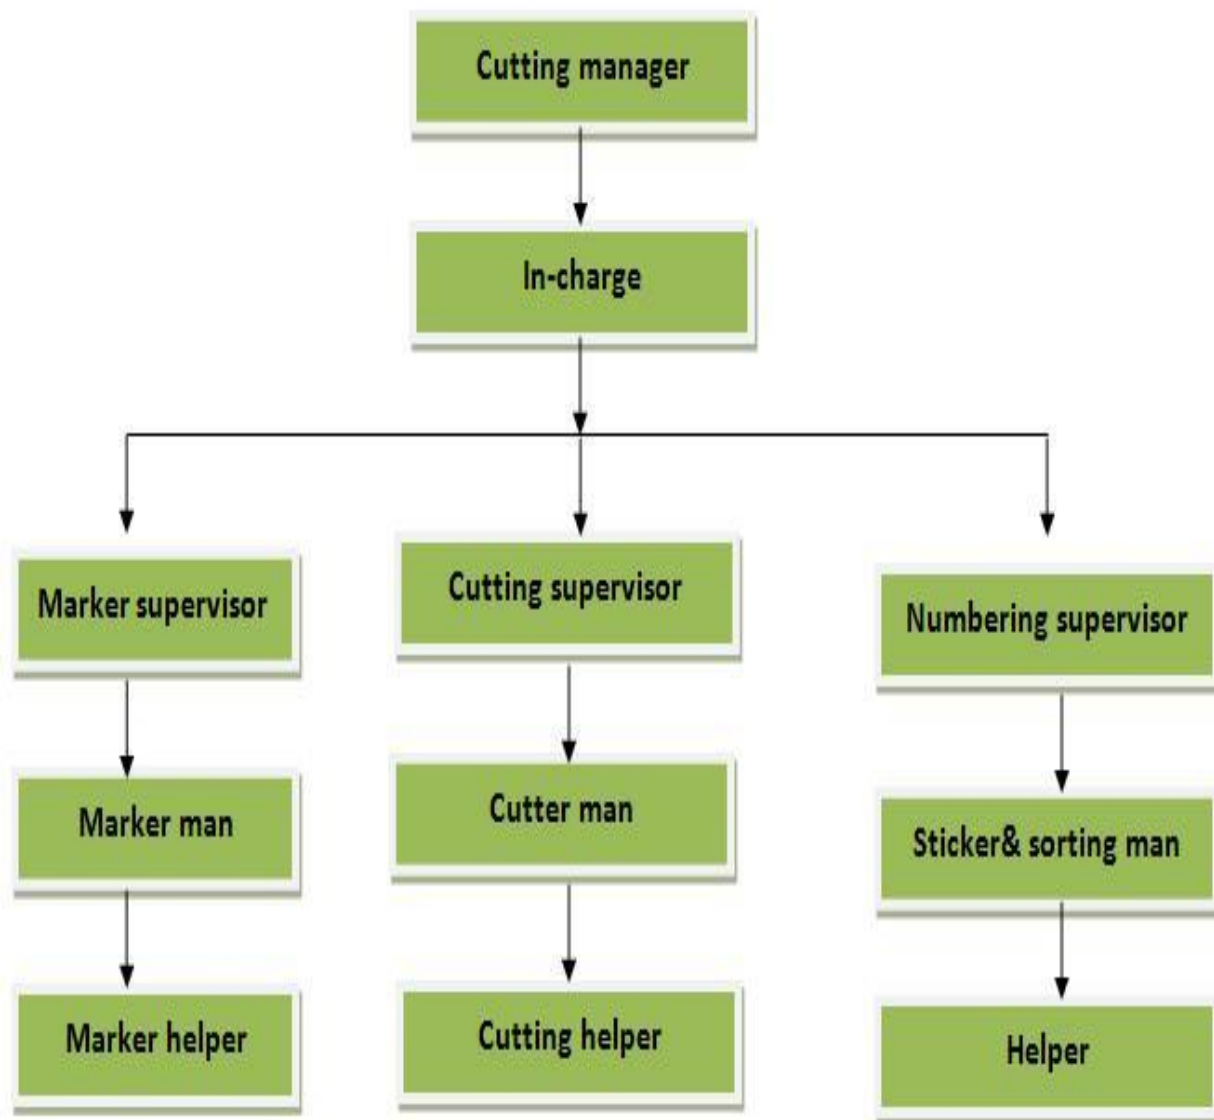 Cutting manager
In-charge
Marker supervisor
Cutting supervisor
Numbering supervisor
Marker man
Cutter man
Sticker& sorting man
Marker helper
Cutting helper
Helper